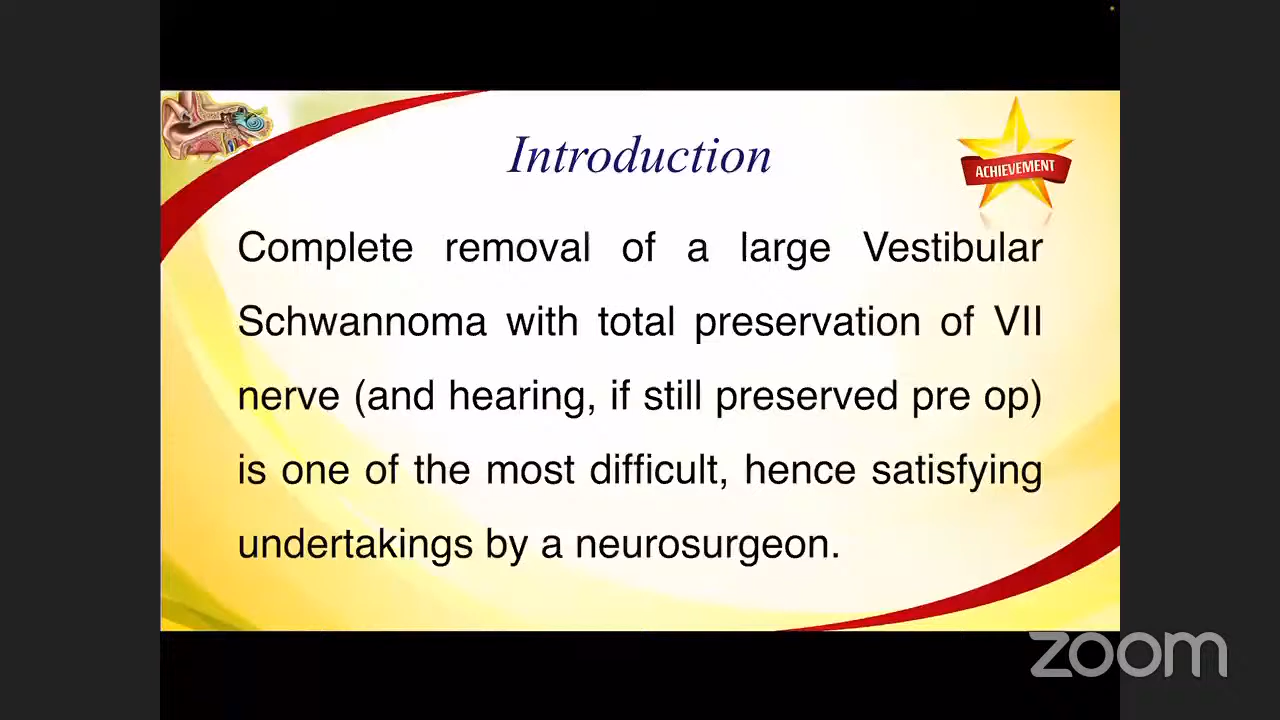 Introduction
ACHIEVEMENT
Complete removal of a large Vestibular
Schwannoma with total preservation of VII
nerve (and hearing, if still preserved pre op)
is one of the most difficult, hence satisfying
undertakings by a neurosurgeon.
zoom